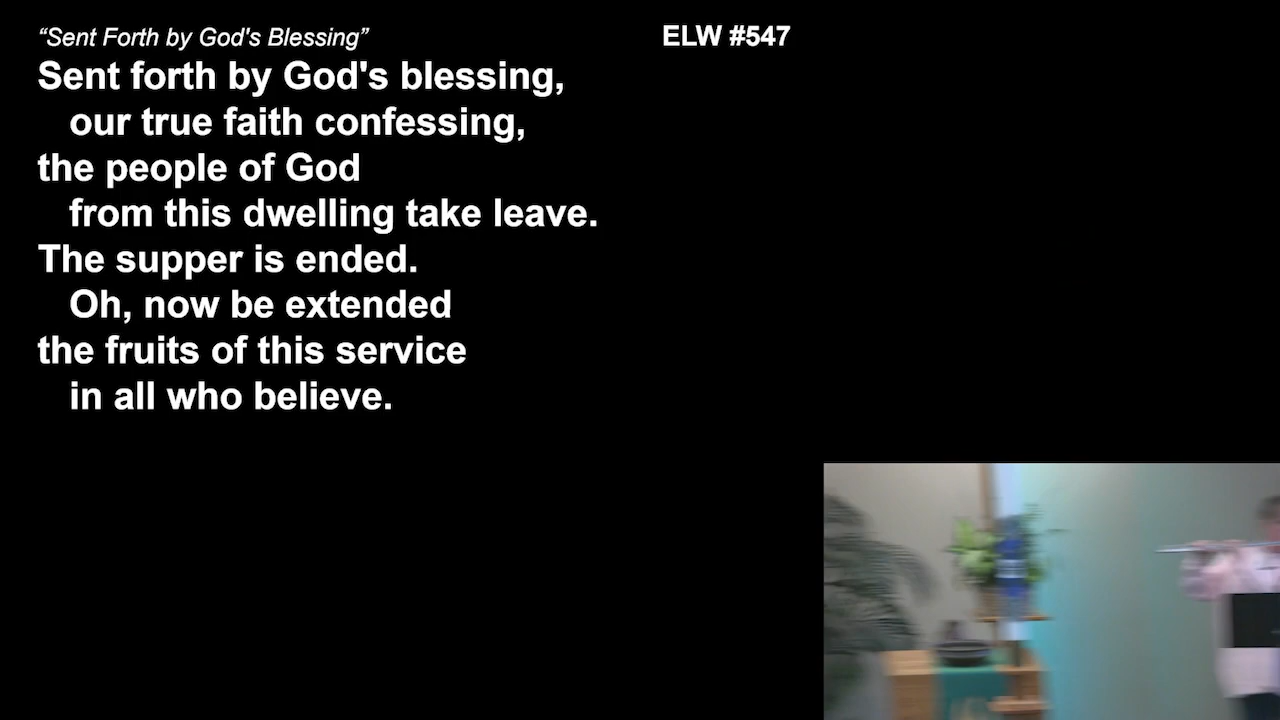 “Sent Forth by God's Blessing” ELW #547
Sent forth by God's blessing,
our true faith confessing,
the people of God
from this dwelling take leave.
The supper is ended.
Oh, now be extended
the fruits of this service
in all who believe.